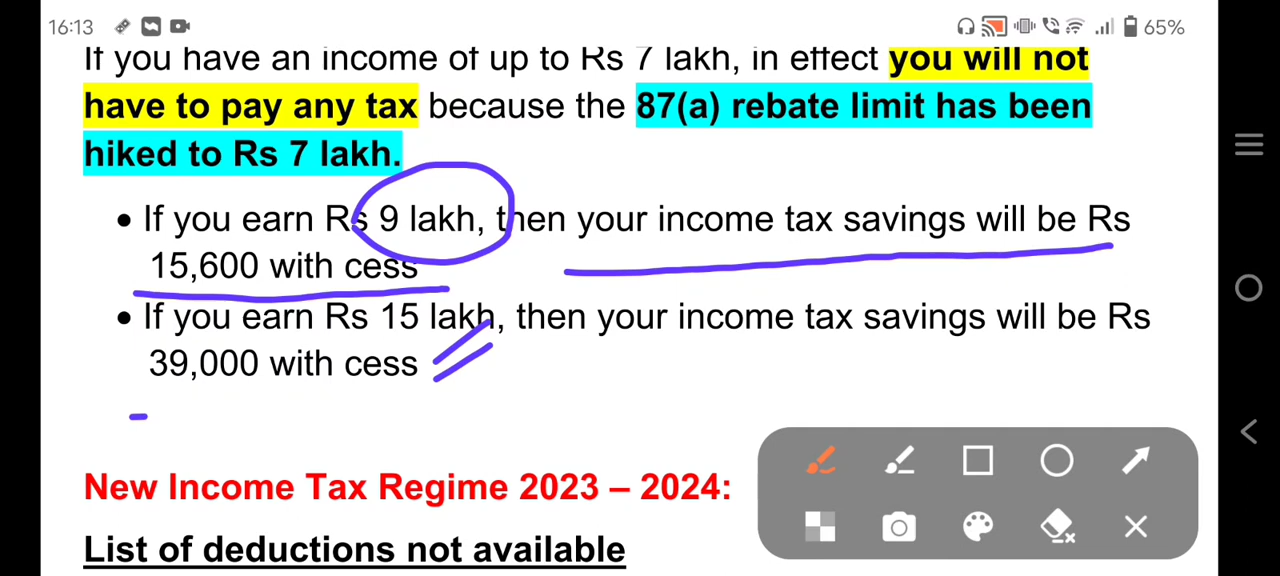 16:13
65%
If you have an income of up to Rs 7 lakh, in effect you will not
have to pay any tax because the 87(a) rebate limit has been
hiked to Rs 7 lakh.
• If you earn Rs 9 lakh, then your income tax savings will be Rs
15,600 with cess
• If you earn Rs 15 lakh, then your income tax savings will be Rs
39,000 with cess
New Income Tax Regime 2023 – 2024:
List of deductions not available